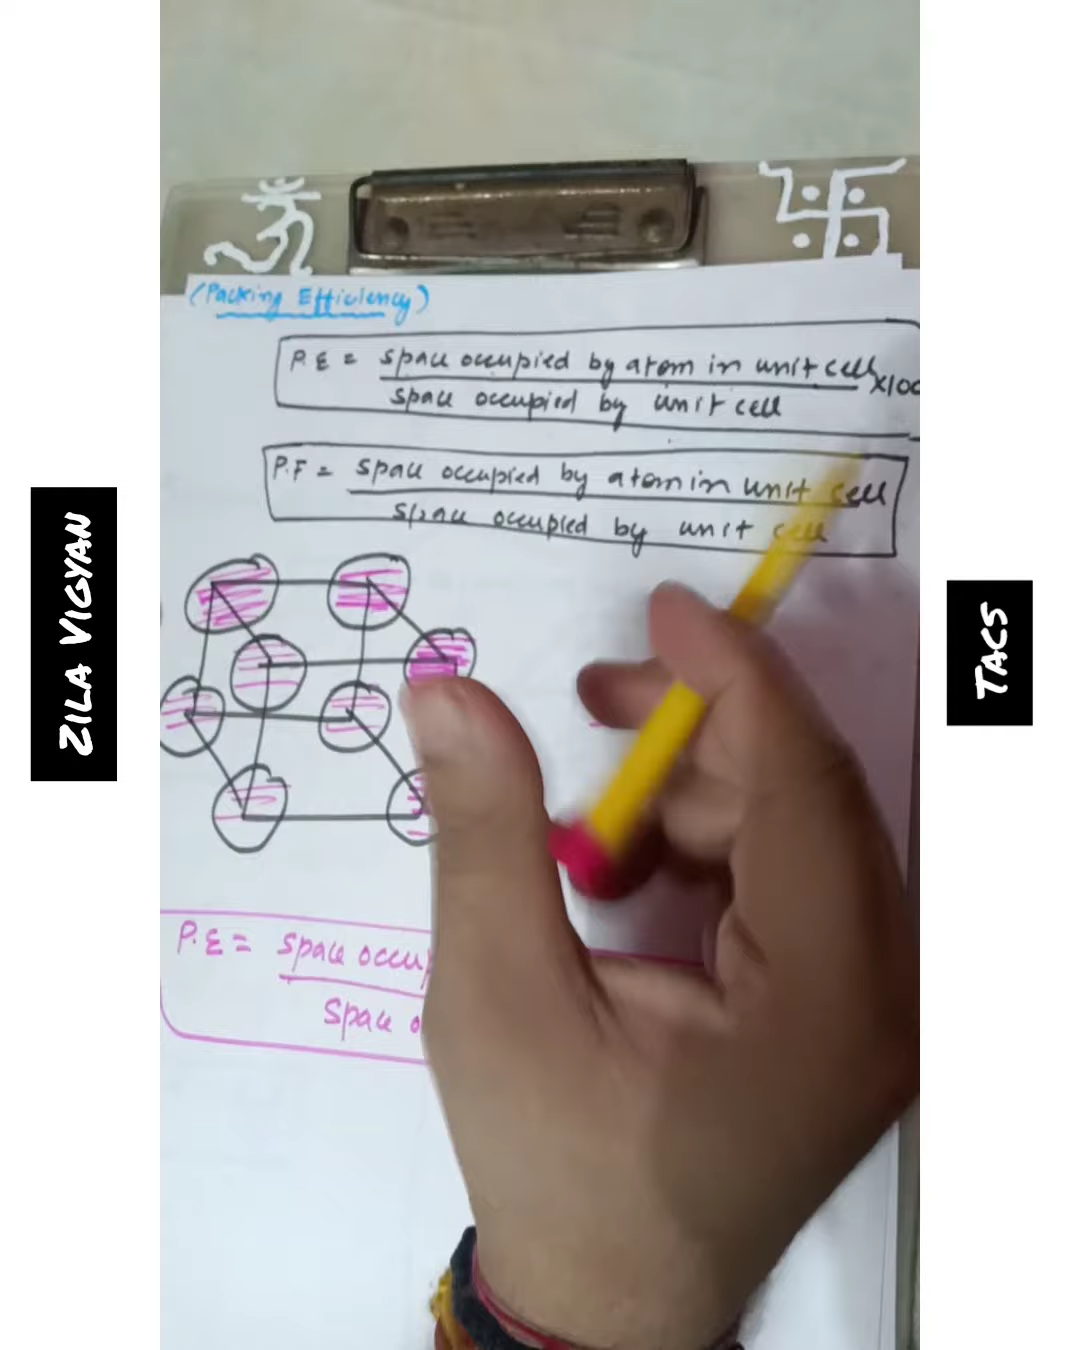 ॐ
(Packing Efficiency)
P.E = space occupied by atom in unit cell x100
space occupied by unit cell
P.F = space occupied by atom in unit cell
space occupied by unit cell
P.E = space occup
space o
ZILA VIGYAN
TACS